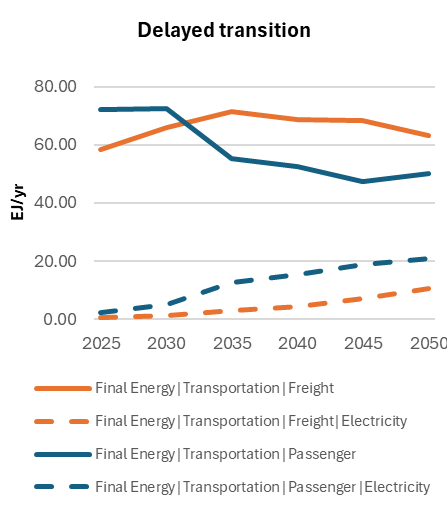 Delayed transition
EJ/yr
80.00
60.00
40.00
20.00
0.00
2025 2030 2035 2040 2045 2050
Final Energy|Transportation|Freight
Final Energy|Transportation|Freight|Electricity
Final Energy|Transportation|Passenger
Final Energy|Transportation|Passenger|Electricity